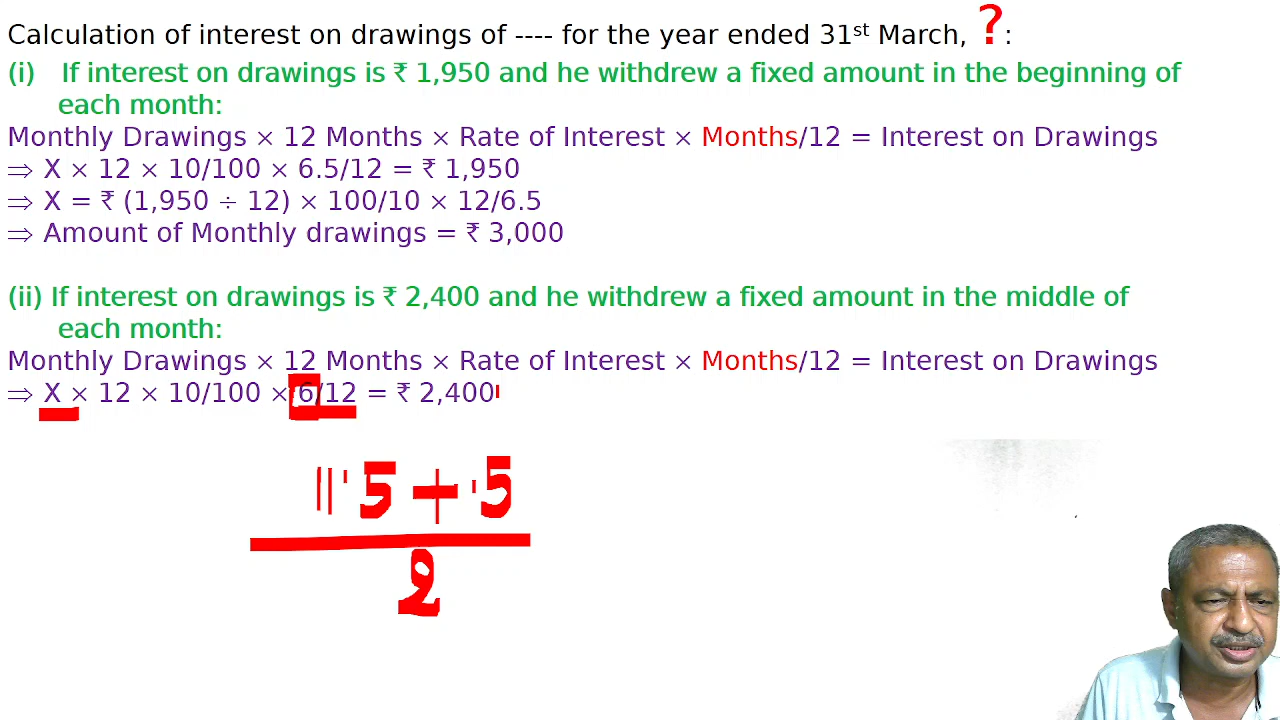 Calculation of interest on drawings of ---- for the year ended 31st March, ?:
(i) If interest on drawings is ₹ 1,950 and he withdrew a fixed amount in the beginning of
each month:
Monthly Drawings × 12 Months × Rate of Interest × Months/12 = Interest on Drawings
⇒ X × 12 × 10/100 × 6.5/12 = ₹ 1,950
⇒ X = ₹ (1,950 ÷ 12) × 100/10 × 12/6.5
⇒ Amount of Monthly drawings = ₹ 3,000
(ii) If interest on drawings is ₹ 2,400 and he withdrew a fixed amount in the middle of
each month:
Monthly Drawings × 12 Months × Rate of Interest × Months/12 = Interest on Drawings
⇒ X × 12 × 10/100 × 6/12 = ₹ 2,400
11.5 + .5
2